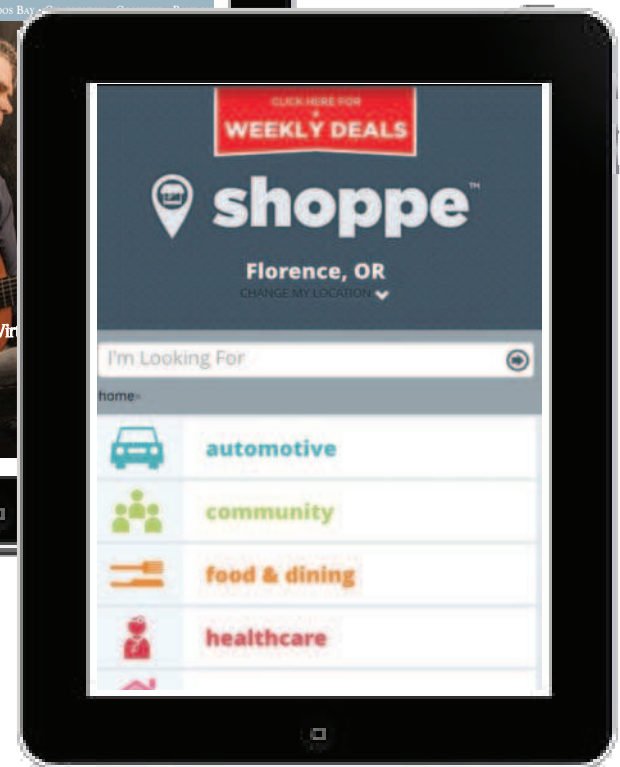 CLICK HERE FOR
WEEKLY DEALS
shoppe™
Florence, OR
CHANGE MY LOCATION
I'm Looking For
home»
automotive
community
food & dining
healthcare